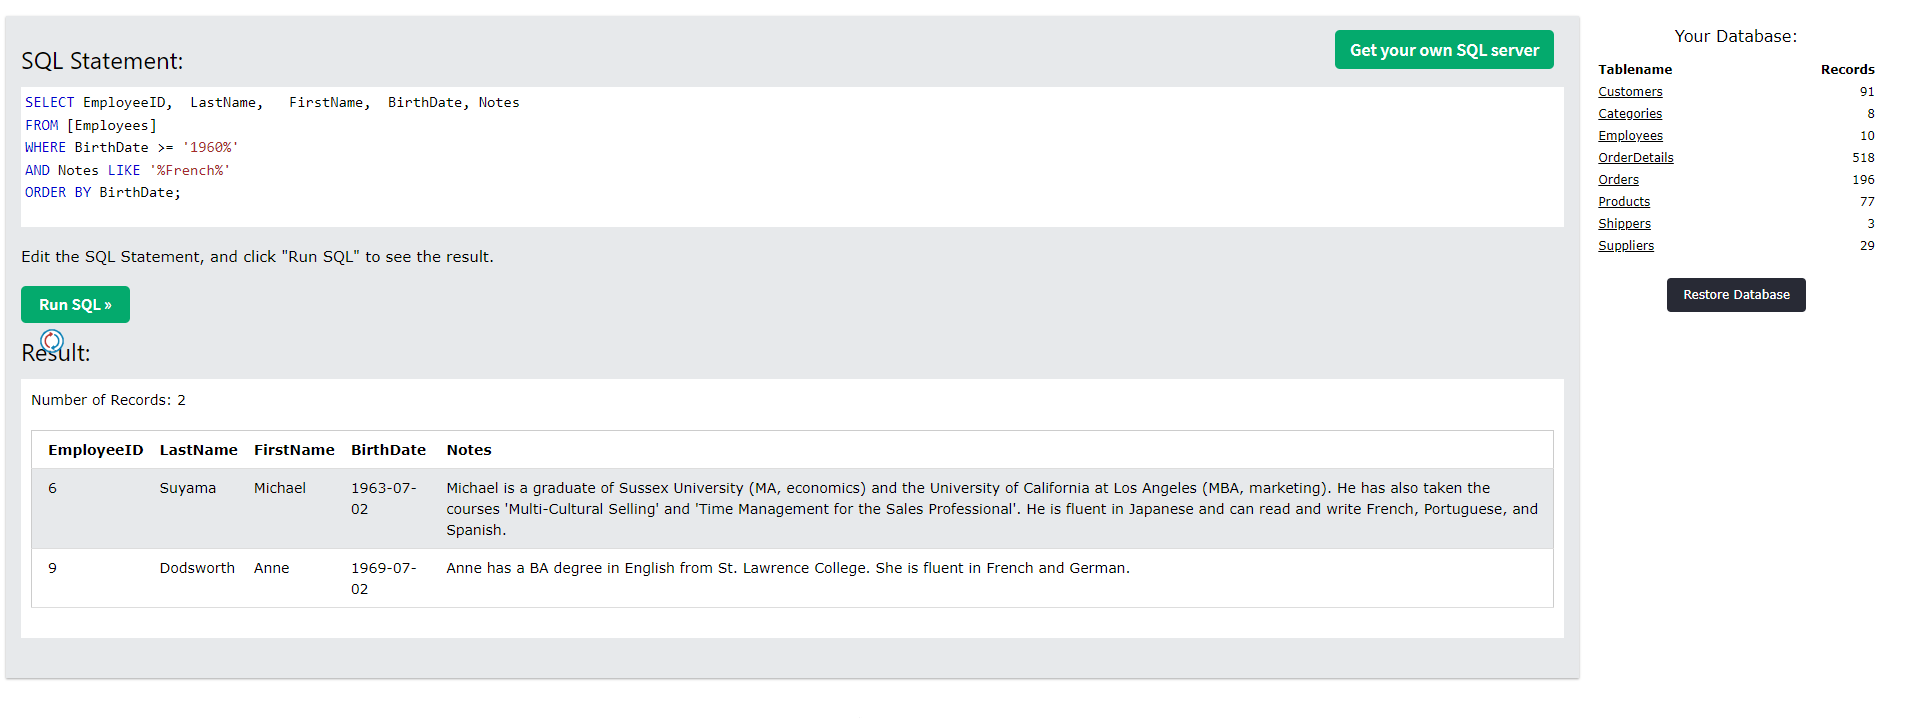 SQL Statement:
Get your own SQL server
SELECT EmployeeID,  LastName,   FirstName,  BirthDate, Notes
FROM [Employees]
WHERE BirthDate >= '1960%'
AND Notes LIKE '%French%'
ORDER BY BirthDate;
Edit the SQL Statement, and click "Run SQL" to see the result.
Run SQL »
Result:
Number of Records: 2
EmployeeID LastName FirstName BirthDate Notes
6 Suyama Michael 1963-07- Michael is a graduate of Sussex University (MA, economics) and the University of California at Los Angeles (MBA, marketing). He has also taken the
02 courses 'Multi-Cultural Selling' and 'Time Management for the Sales Professional'. He is fluent in Japanese and can read and write French, Portuguese, and
Spanish.
9 Dodsworth Anne 1969-07- Anne has a BA degree in English from St. Lawrence College. She is fluent in French and German.
02
Your Database:
Tablename Records
Customers 91
Categories 8
Employees 10
OrderDetails 518
Orders 196
Products 77
Shippers 3
Suppliers 29
Restore Database